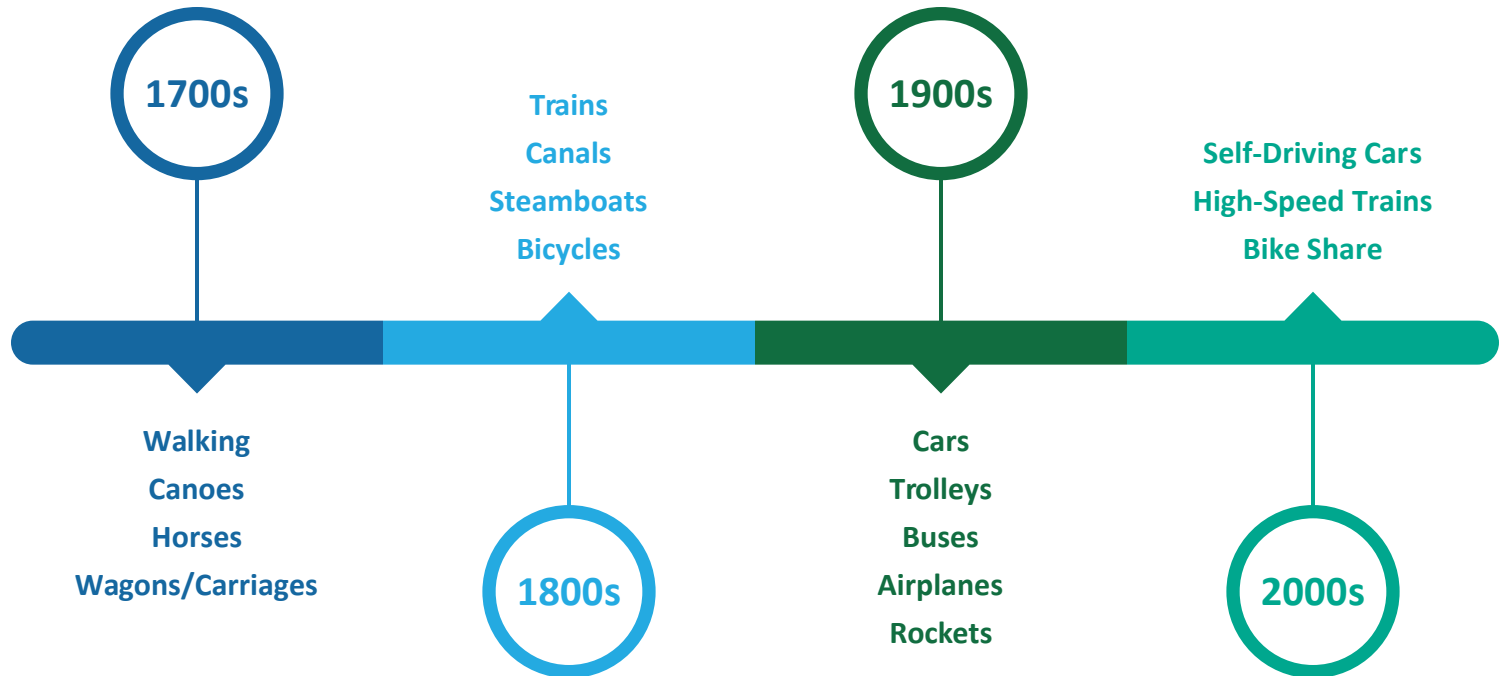 1700s
Walking
Canoes
Horses
Wagons/Carriages
Trains
Canals
Steamboats
Bicycles
1800s
1900s
Cars
Trolleys
Buses
Airplanes
Rockets
Self-Driving Cars
High-Speed Trains
Bike Share
2000s